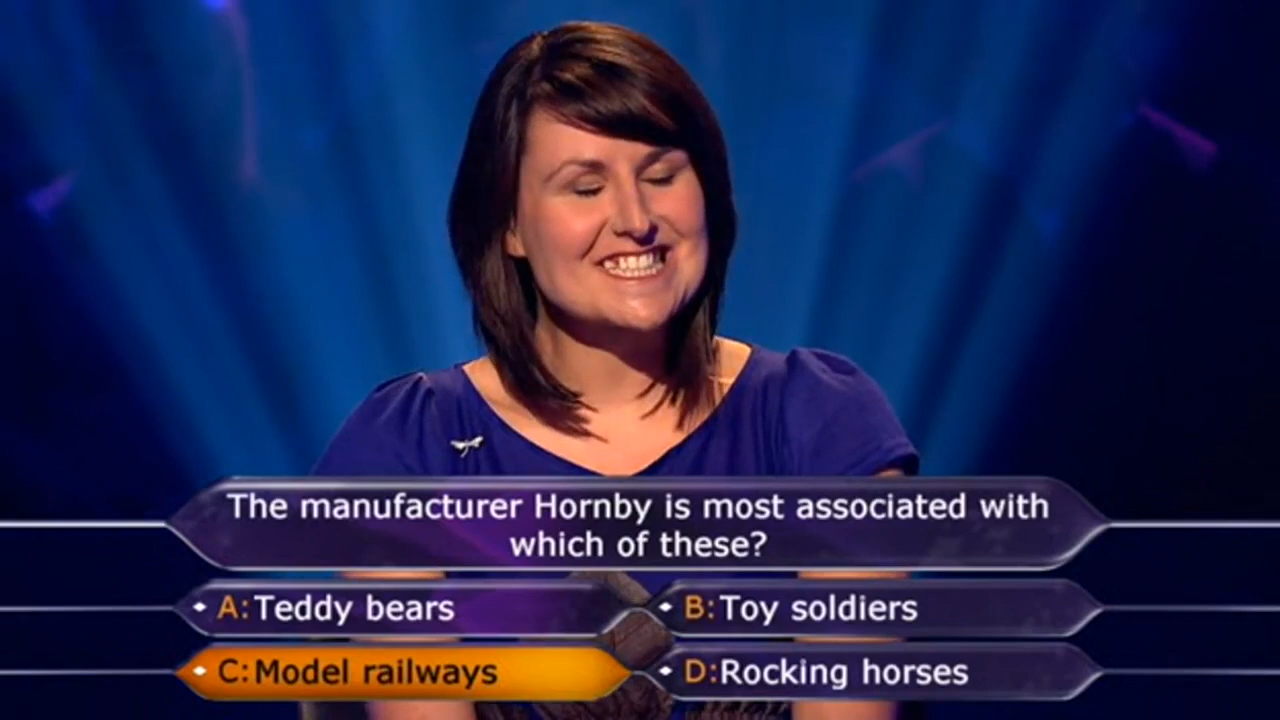 The manufacturer Hornby is most associated with
which of these?
A: Teddy bears
B: Toy soldiers
C: Model railways
D: Rocking horses